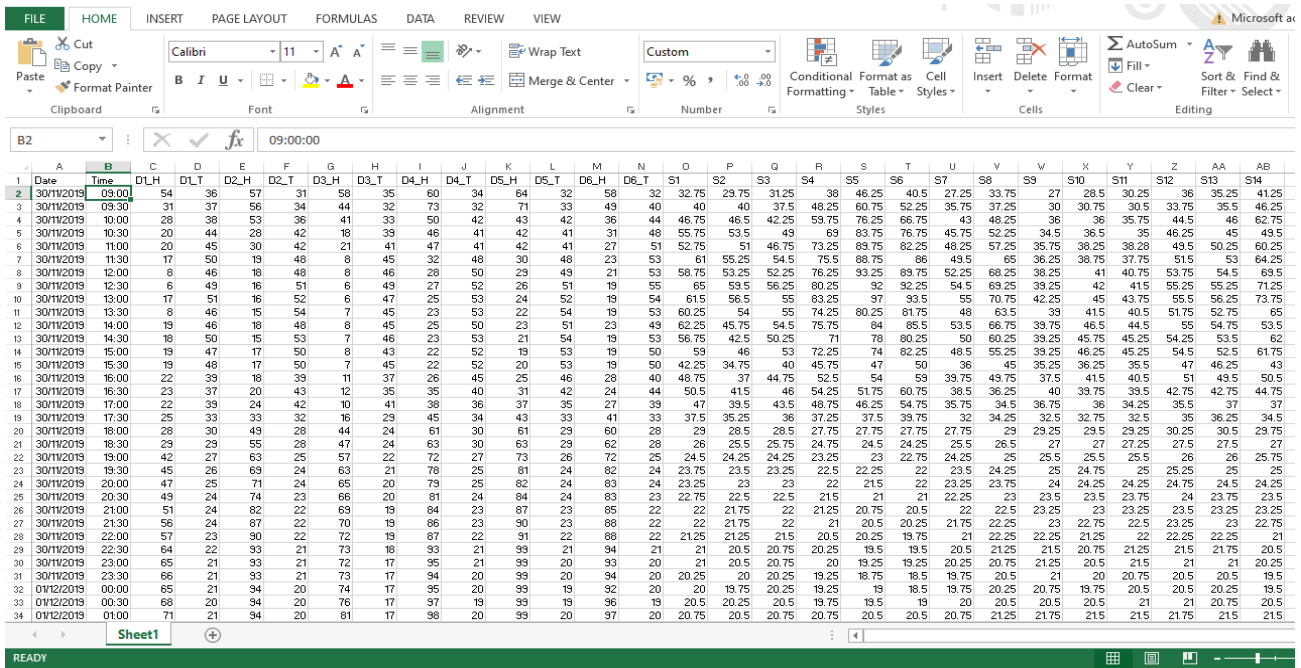 FILE HOME INSERT PAGE LAYOUT FORMULAS DATA REVIEW VIEW Microsoft ac
Cut Calibri 11 A A Wrap Text Custom AutoSum
Copy Fill
Paste Format Painter B I U A Merge & Center % , Conditional Formatting Format as Table Cell Styles Insert Delete Format Clear Sort & Filter Find & Select
Clipboard Font Alignment Number Styles Cells Editing
B2 fx 09:00:00
A B C D E F G H I J K L M N O P Q R S T U V W X Y Z AA AB
1 Date Time D1_H D1_T D2_H D2_T D3_H D3_T D4_H D4_T D5_H D5_T D6_H D6_T S1 S2 S3 S4 S5 S6 S7 S8 S9 S10 S11 S12 S13 S14
2 30/11/2019 09:00 54 36 57 31 58 35 60 34 64 32 58 32 32.75 29.75 31.25 38 46.25 40.5 27.25 33.75 27 28.5 30.25 36 35.25 41.25
3 30/11/2019 09:30 31 37 56 34 44 32 73 32 71 33 49 40 40 40 37.5 48.25 60.75 52.25 35.75 37.25 30 30.75 30.5 33.75 35.5 46.25
4 30/11/2019 10:00 28 38 53 36 41 33 50 42 43 42 36 44 46.75 46.5 42.25 59.75 76.25 66.75 43 48.25 36 36 35.75 44.5 46 62.75
5 30/11/2019 10:30 20 44 28 42 18 39 46 41 42 41 31 48 55.75 53.5 49 69 83.75 76.75 45.75 52.25 34.5 36.5 35 46.25 45 49.5
6 30/11/2019 11:00 20 45 30 42 21 41 47 41 42 41 27 51 52.75 51 46.75 73.25 89.75 82.25 48.25 57.25 35.75 38.25 38.28 49.5 50.25 60.25
7 30/11/2019 11:30 17 50 19 48 8 45 32 48 30 48 23 53 61 55.25 54.5 75.5 88.75 86 49.5 65 36.25 38.75 37.75 51.5 53 64.25
8 30/11/2019 12:00 8 46 18 48 8 46 28 50 29 49 21 53 58.75 53.25 52.25 76.25 93.25 89.75 52.25 68.25 38.25 41 40.75 53.75 54.5 69.5
9 30/11/2019 12:30 6 49 16 51 6 49 27 52 26 51 19 55 65 59.5 56.25 80.25 92 92.25 54.5 69.25 39.25 42 41.5 55.25 55.25 71.25
10 30/11/2019 13:00 17 51 16 52 6 47 25 53 24 52 19 54 61.5 56.5 55 83.25 97 93.5 55 70.75 42.25 45 43.75 55.5 56.25 73.75
11 30/11/2019 13:30 8 46 15 54 7 45 23 53 22 54 19 53 60.25 54 55 74.25 80.25 81.75 48 63.5 39 41.5 40.5 51.75 52.75 65
12 30/11/2019 14:00 19 46 18 48 8 45 25 50 23 51 23 49 62.25 45.75 54.5 75.75 84 85.5 53.5 66.75 39.75 46.5 44.5 55 54.75 53.5
13 30/11/2019 14:30 18 50 15 53 7 46 23 53 21 54 19 53 56.75 42.5 50.25 71 78 80.25 50 60.25 39.25 45.75 45.25 54.25 53.5 62
14 30/11/2019 15:00 19 47 17 50 8 43 22 52 19 53 19 50 59 46 53 72.25 74 82.25 48.5 55.25 39.25 46.25 45.25 54.5 52.5 61.75
15 30/11/2019 15:30 19 48 17 50 7 45 22 52 20 53 19 50 42.25 34.75 40 45.75 47 50 36 45 35.25 36.25 35.5 47 46.25 43
16 30/11/2019 16:00 22 39 18 39 11 37 26 45 25 46 28 40 48.75 37 44.75 52.5 54 59 39.75 49.75 37.5 41.5 40.5 51 49.5 50.5
17 30/11/2019 16:30 23 37 20 43 12 35 35 40 31 42 24 44 50.5 41.5 46 54.25 51.75 60.75 38.5 36.25 40 39.75 39.5 42.75 42.75 44.75
18 30/11/2019 17:00 22 39 24 42 10 41 38 36 37 35 27 39 47 39.5 43.5 48.75 46.25 54.75 35.75 34.5 36.75 36 34.25 35.5 37 37
19 30/11/2019 17:30 25 33 33 32 16 29 45 34 43 33 41 33 37.5 35.25 36 37.25 37.5 39.75 32 34.25 32.5 32.75 32.5 35 36.25 34.5
20 30/11/2019 18:00 28 30 49 28 44 24 61 30 61 29 60 28 29 28.5 28.5 27.75 27.75 27.75 27.75 29 29.25 29.5 29.25 30.25 30.5 29.75
21 30/11/2019 18:30 29 29 55 28 47 24 63 30 63 29 62 28 26 25.5 25.75 24.75 24.5 24.25 25.5 26.5 27 27 27.25 27.5 27.5 27
22 30/11/2019 19:00 42 27 63 25 57 22 72 27 73 26 72 25 24.5 24.25 24.25 23.25 23 22.75 24.25 25 25.5 25.5 25.5 26 26 25.75
23 30/11/2019 19:30 45 26 69 24 63 21 78 25 81 24 82 24 23.75 23.5 23.25 22.5 22.25 22 23.5 24.25 25 24.75 25 25.25 25 25
24 30/11/2019 20:00 47 25 71 24 65 20 79 25 82 24 83 24 23.25 23 23 22 21.5 22 23.25 23.75 24 24.25 24.25 24.75 24.5 24.25
25 30/11/2019 20:30 49 24 74 23 66 20 81 24 84 24 83 23 22.75 22.5 22.5 21.5 21 21 22.25 23 23.5 23.5 23.75 24 23.75 23.5
26 30/11/2019 21:00 51 24 82 22 69 19 84 23 87 23 85 22 22 21.75 22 21.25 20.75 20.5 22 22.5 23.25 23 23.25 23.5 23.25 23.25
27 30/11/2019 21:30 56 24 87 22 70 19 86 23 90 23 88 22 22 21.75 22 21 20.5 20.25 21.75 22.25 23 22.75 22.5 23.25 23 22.75
28 30/11/2019 22:00 57 23 90 22 72 19 87 22 91 22 88 22 21.25 21.25 21.5 20.5 20.25 19.75 21 22.25 22.25 21.25 22 22.25 22.25 21
29 30/11/2019 22:30 64 22 93 21 73 18 93 21 99 21 94 21 21 20.5 20.75 20.25 19.5 19.5 20.5 21.25 21.5 20.75 21.25 21.5 21.75 20.5
30 30/11/2019 23:00 65 21 93 21 72 17 95 21 99 20 93 20 21 20.5 20.75 20 19.25 19.25 20.25 20.75 21.25 20.5 21.5 21 21 20.25
31 30/11/2019 23:30 66 21 93 21 73 17 94 20 99 20 94 20 20.25 20 20.25 19.25 18.75 18.5 19.75 20.5 21 20 20.75 20.5 20.5 19.5
32 01/12/2019 00:00 65 21 94 20 74 17 95 20 99 19 92 20 20 19.75 20.25 19.25 19 18.5 19.75 20.25 20.75 19.75 20.5 20.5 20.25 19.5
33 01/12/2019 00:30 68 20 94 20 76 17 97 19 99 19 96 19 20.5 20.25 20.5 19.75 19.5 19 20 20.5 20.5 20.5 21 21 20.75 20.5
34 01/12/2019 01:00 71 21 94 20 81 17 98 20 99 20 97 20 20.75 20.5 20.75 20.75 20.5 20.5 20.75 21.25 21.75 21.5 21.5 21.75 21.5 21.5
Sheet1
READY